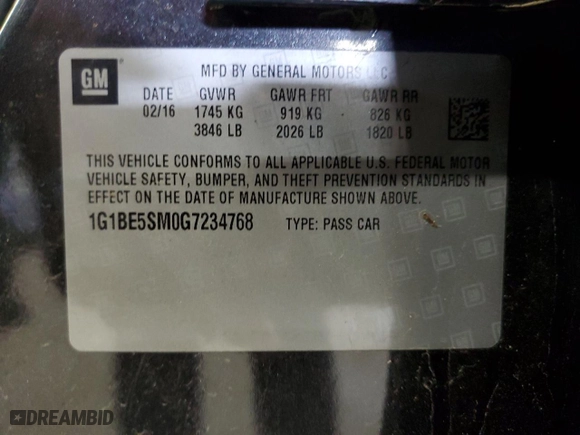 GM
MFD BY GENERAL MOTORS LLC
DATE GVWR GAWR FRT GAWR RR
02/16 1745 KG 919 KG 826 KG
3846 LB 2026 LB 1820 LB
THIS VEHICLE CONFORMS TO ALL APPLICABLE U.S. FEDERAL MOTOR
VEHICLE SAFETY, BUMPER, AND THEFT PREVENTION STANDARDS IN
EFFECT ON THE DATE OF MANUFACTURE SHOWN ABOVE.
1G1BE5SM0G7234768 TYPE: PASS CAR
DREAMBID